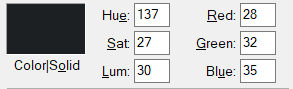 Hue: 137 Red: 28
Sat: 27 Green: 32
Color|Solid Lum: 30 Blue: 35